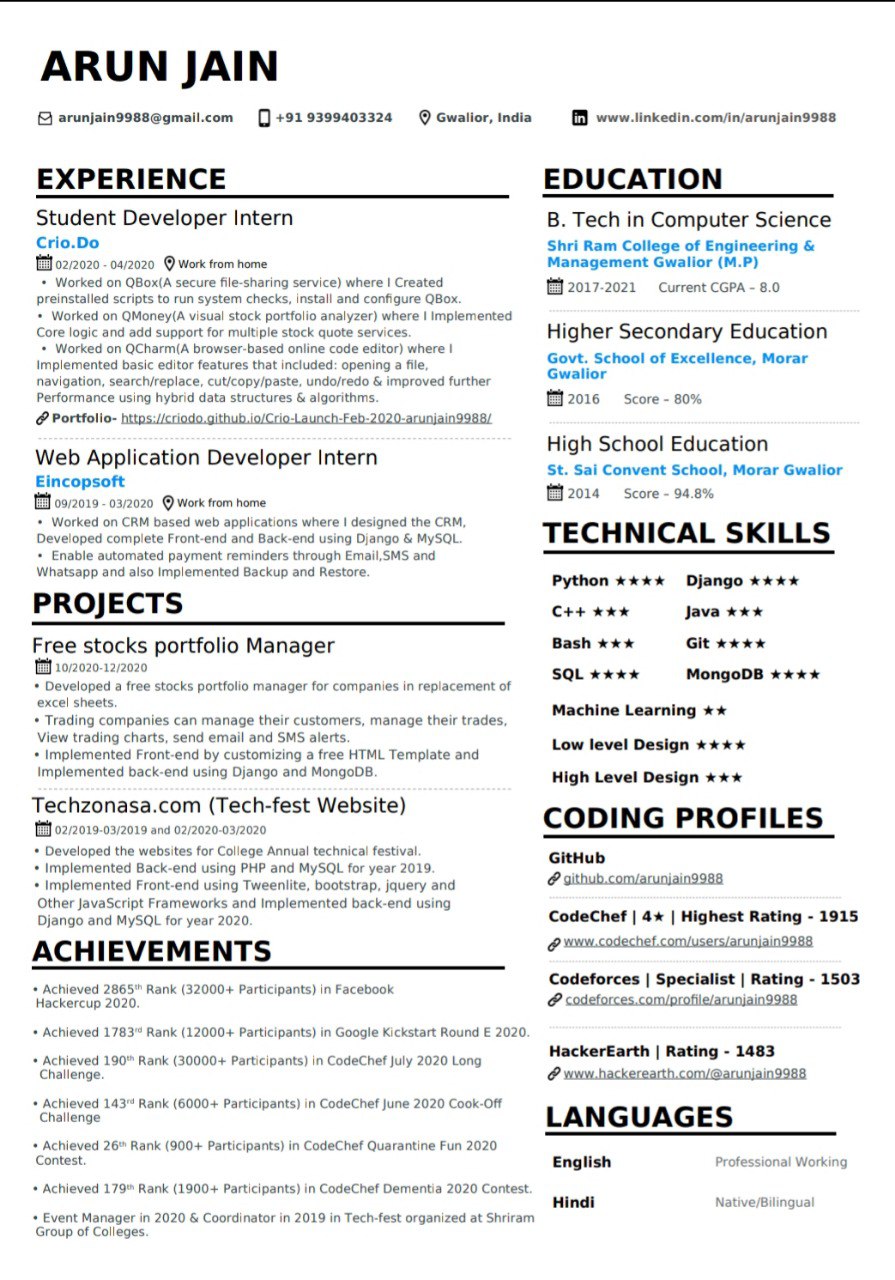 ARUN JAIN
arunjain9988@gmail.com +91 9399403324 Gwalior, India www.linkedin.com/in/arunjain9988
EXPERIENCE
Student Developer Intern
Crio.Do
02/2020 - 04/2020 Work from home
• Worked on QBox(A secure file-sharing service) where I Created
preinstalled scripts to run system checks, install and configure QBox.
• Worked on QMoney(A visual stock portfolio analyzer) where I Implemented
Core logic and add support for multiple stock quote services.
• Worked on QCharm(A browser-based online code editor) where I
Implemented basic editor features that included: opening a file,
navigation, search/replace, cut/copy/paste, undo/redo & improved further
Performance using hybrid data structures & algorithms.
Portfolio- https://criodo.github.io/Crio-Launch-Feb-2020-arunjain9988/
Web Application Developer Intern
Eincopsoft
09/2019 - 03/2020 Work from home
• Worked on CRM based web applications where I designed the CRM,
Developed complete Front-end and Back-end using Django & MySQL.
• Enable automated payment reminders through Email,SMS and
Whatsapp and also Implemented Backup and Restore.
PROJECTS
Free stocks portfolio Manager
10/2020-12/2020
• Developed a free stocks portfolio manager for companies in replacement of
excel sheets.
• Trading companies can manage their customers, manage their trades,
View trading charts, send email and SMS alerts.
• Implemented Front-end by customizing a free HTML Template and
Implemented back-end using Django and MongoDB.
Techzonasa.com (Tech-fest Website)
02/2019-03/2019 and 02/2020-03/2020
• Developed the websites for College Annual technical festival.
• Implemented Back-end using PHP and MySQL for year 2019.
• Implemented Front-end using Tweenlite, bootstrap, jquery and
Other JavaScript Frameworks and Implemented back-end using
Django and MySQL for year 2020.
ACHIEVEMENTS
• Achieved 2865th Rank (32000+ Participants) in Facebook
Hackercup 2020.
• Achieved 1783rd Rank (12000+ Participants) in Google Kickstart Round E 2020.
• Achieved 190th Rank (30000+ Participants) in CodeChef July 2020 Long
Challenge.
• Achieved 143rd Rank (6000+ Participants) in CodeChef June 2020 Cook-Off
Challenge
• Achieved 26th Rank (900+ Participants) in CodeChef Quarantine Fun 2020
Contest.
• Achieved 179th Rank (1900+ Participants) in CodeChef Dementia 2020 Contest.
• Event Manager in 2020 & Coordinator in 2019 in Tech-fest organized at Shriram
Group of Colleges.
EDUCATION
B. Tech in Computer Science
Shri Ram College of Engineering &
Management Gwalior (M.P)
2017-2021 Current CGPA – 8.0
Higher Secondary Education
Govt. School of Excellence, Morar
Gwalior
2016 Score – 80%
High School Education
St. Sai Convent School, Morar Gwalior
2014 Score – 94.8%
TECHNICAL SKILLS
Python ★★★★ Django ★★★★
C++ ★★★ Java ★★★
Bash ★★★ Git ★★★★
SQL ★★★★ MongoDB ★★★★
Machine Learning ★★
Low level Design ★★★★
High Level Design ★★★
CODING PROFILES
GitHub
github.com/arunjain9988
CodeChef | 4★ | Highest Rating - 1915
www.codechef.com/users/arunjain9988
Codeforces | Specialist | Rating - 1503
codeforces.com/profile/arunjain9988
HackerEarth | Rating - 1483
www.hackerearth.com/@arunjain9988
LANGUAGES
English Professional Working
Hindi Native/Bilingual